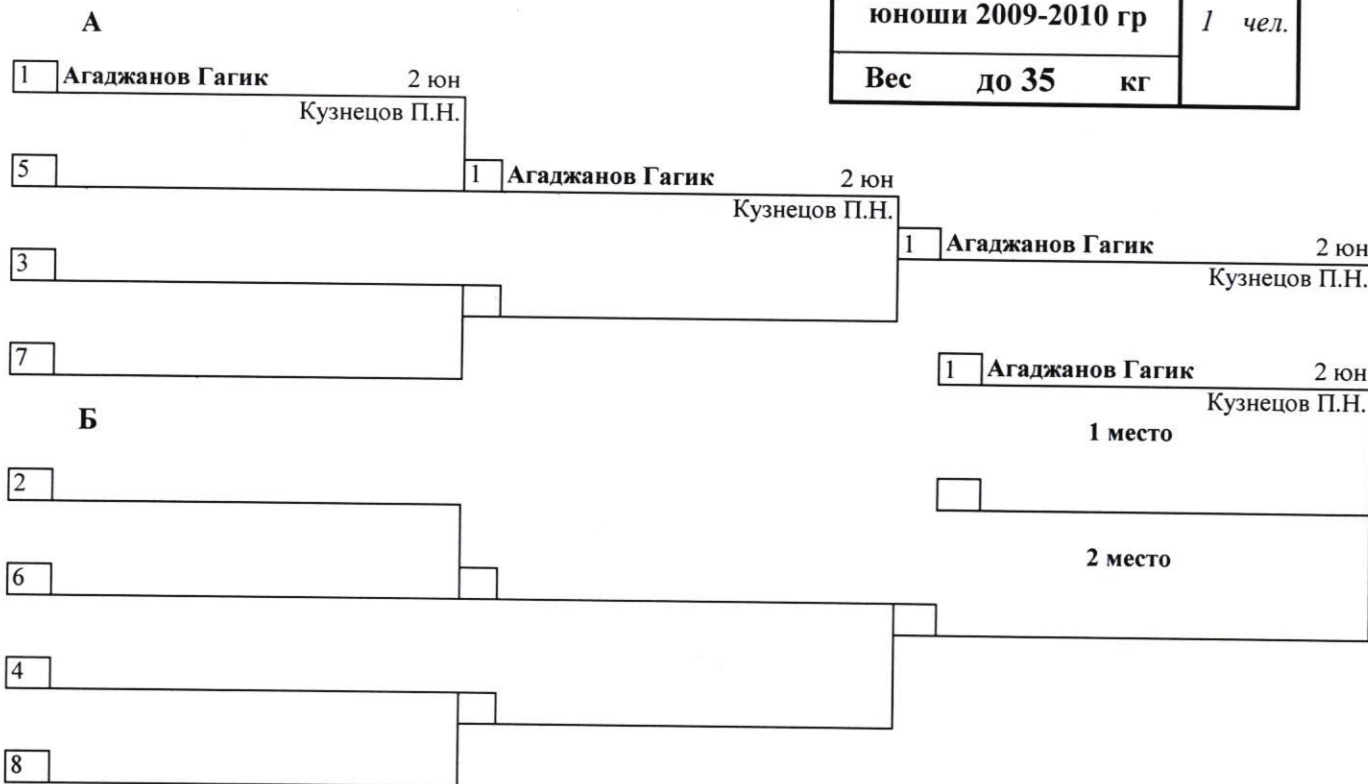 юноши 2009-2010 гр
1 чел.
Вес до 35 кг
А
1 Агаджанов Гагик 2 юн
Кузнецов П.Н.
5
1 Агаджанов Гагик 2 юн
Кузнецов П.Н.
3
1 Агаджанов Гагик 2 юн
Кузнецов П.Н.
7
1 Агаджанов Гагик 2 юн
Кузнецов П.Н.
1 место
Б
2
2 место
6
4
8